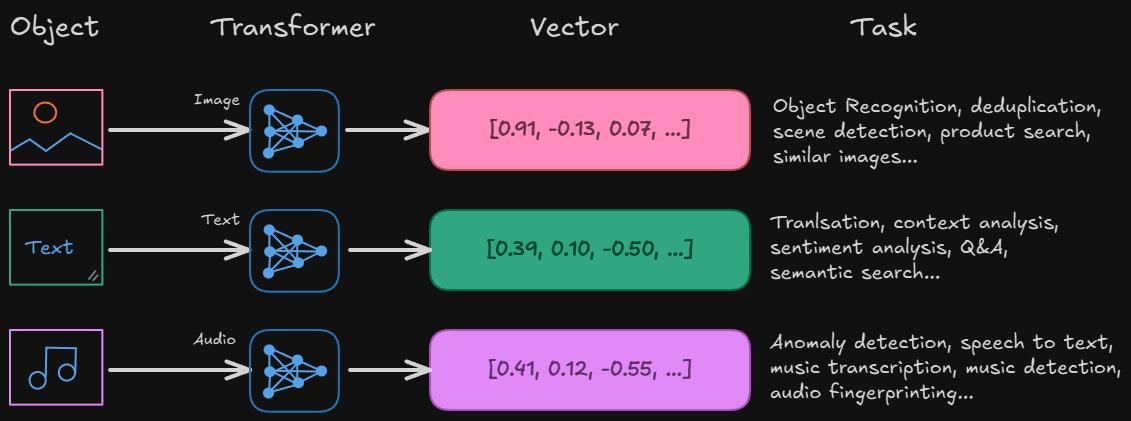 Object Transformer Vector Task
Image
[0.91, -0.13, 0.07, ...]
Object Recognition, deduplication,
scene detection, product search,
similar images...
Text
Text
[0.39, 0.10, -0.50, ...]
Tranlsation, context analysis,
sentiment analysis, Q&A,
semantic search...
Audio
[0.41, 0.12, -0.55, ...]
Anomaly detection, speech to text,
music transcription, music detection,
audio fingerprinting...